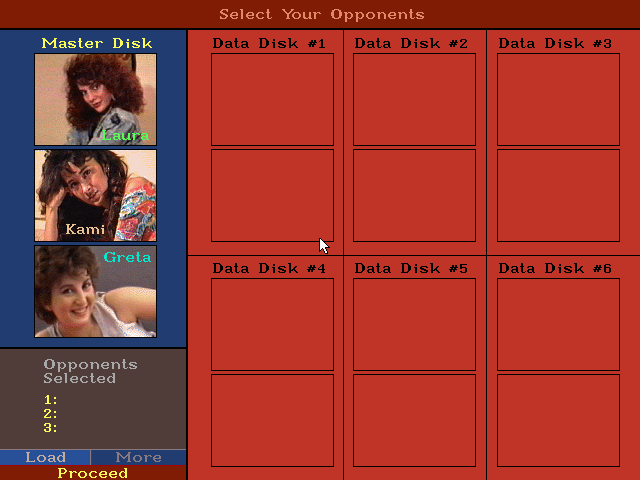 Select Your Opponents
Master Disk
Laura
Kami
Greta
Data Disk #1
Data Disk #2
Data Disk #3
Data Disk #4
Data Disk #5
Data Disk #6
Opponents
Selected
1:
2:
3:
Load
More
Proceed